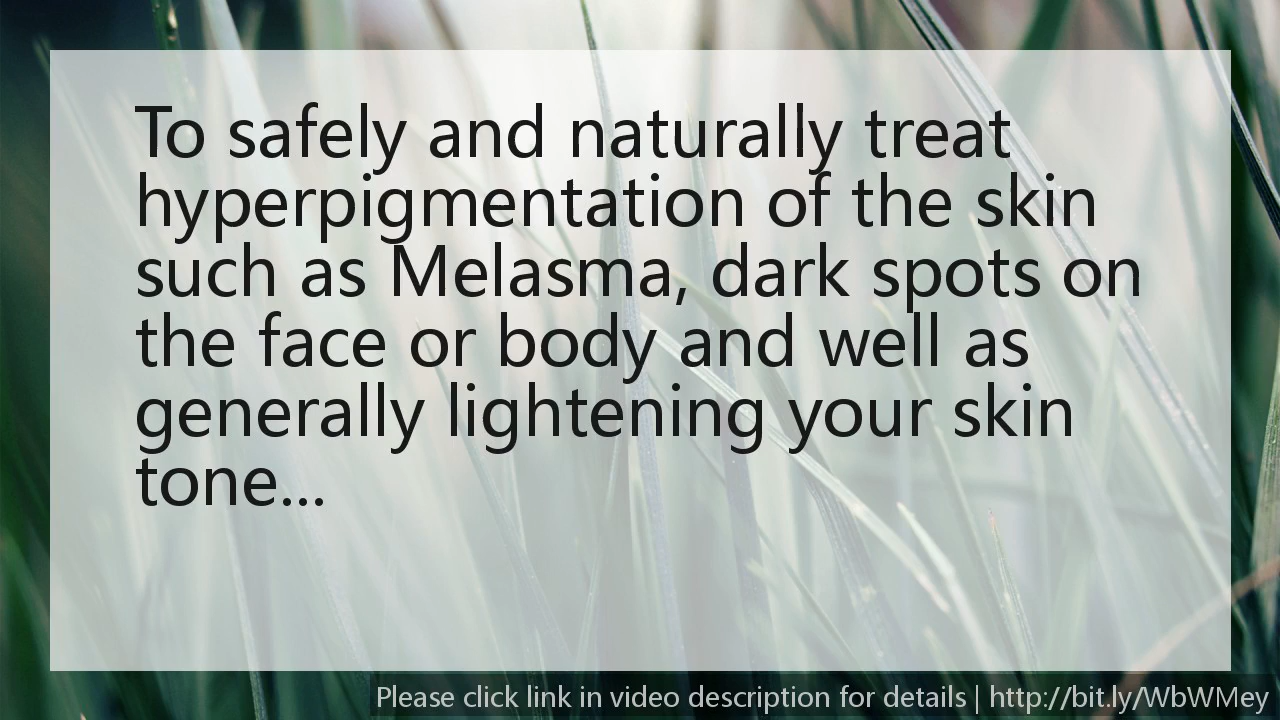 To safely and naturally treat
hyperpigmentation of the skin
such as Melasma, dark spots on
the face or body and well as
generally lightening your skin
tone...
Please click link in video description for details | http://bit.ly/WbWMey